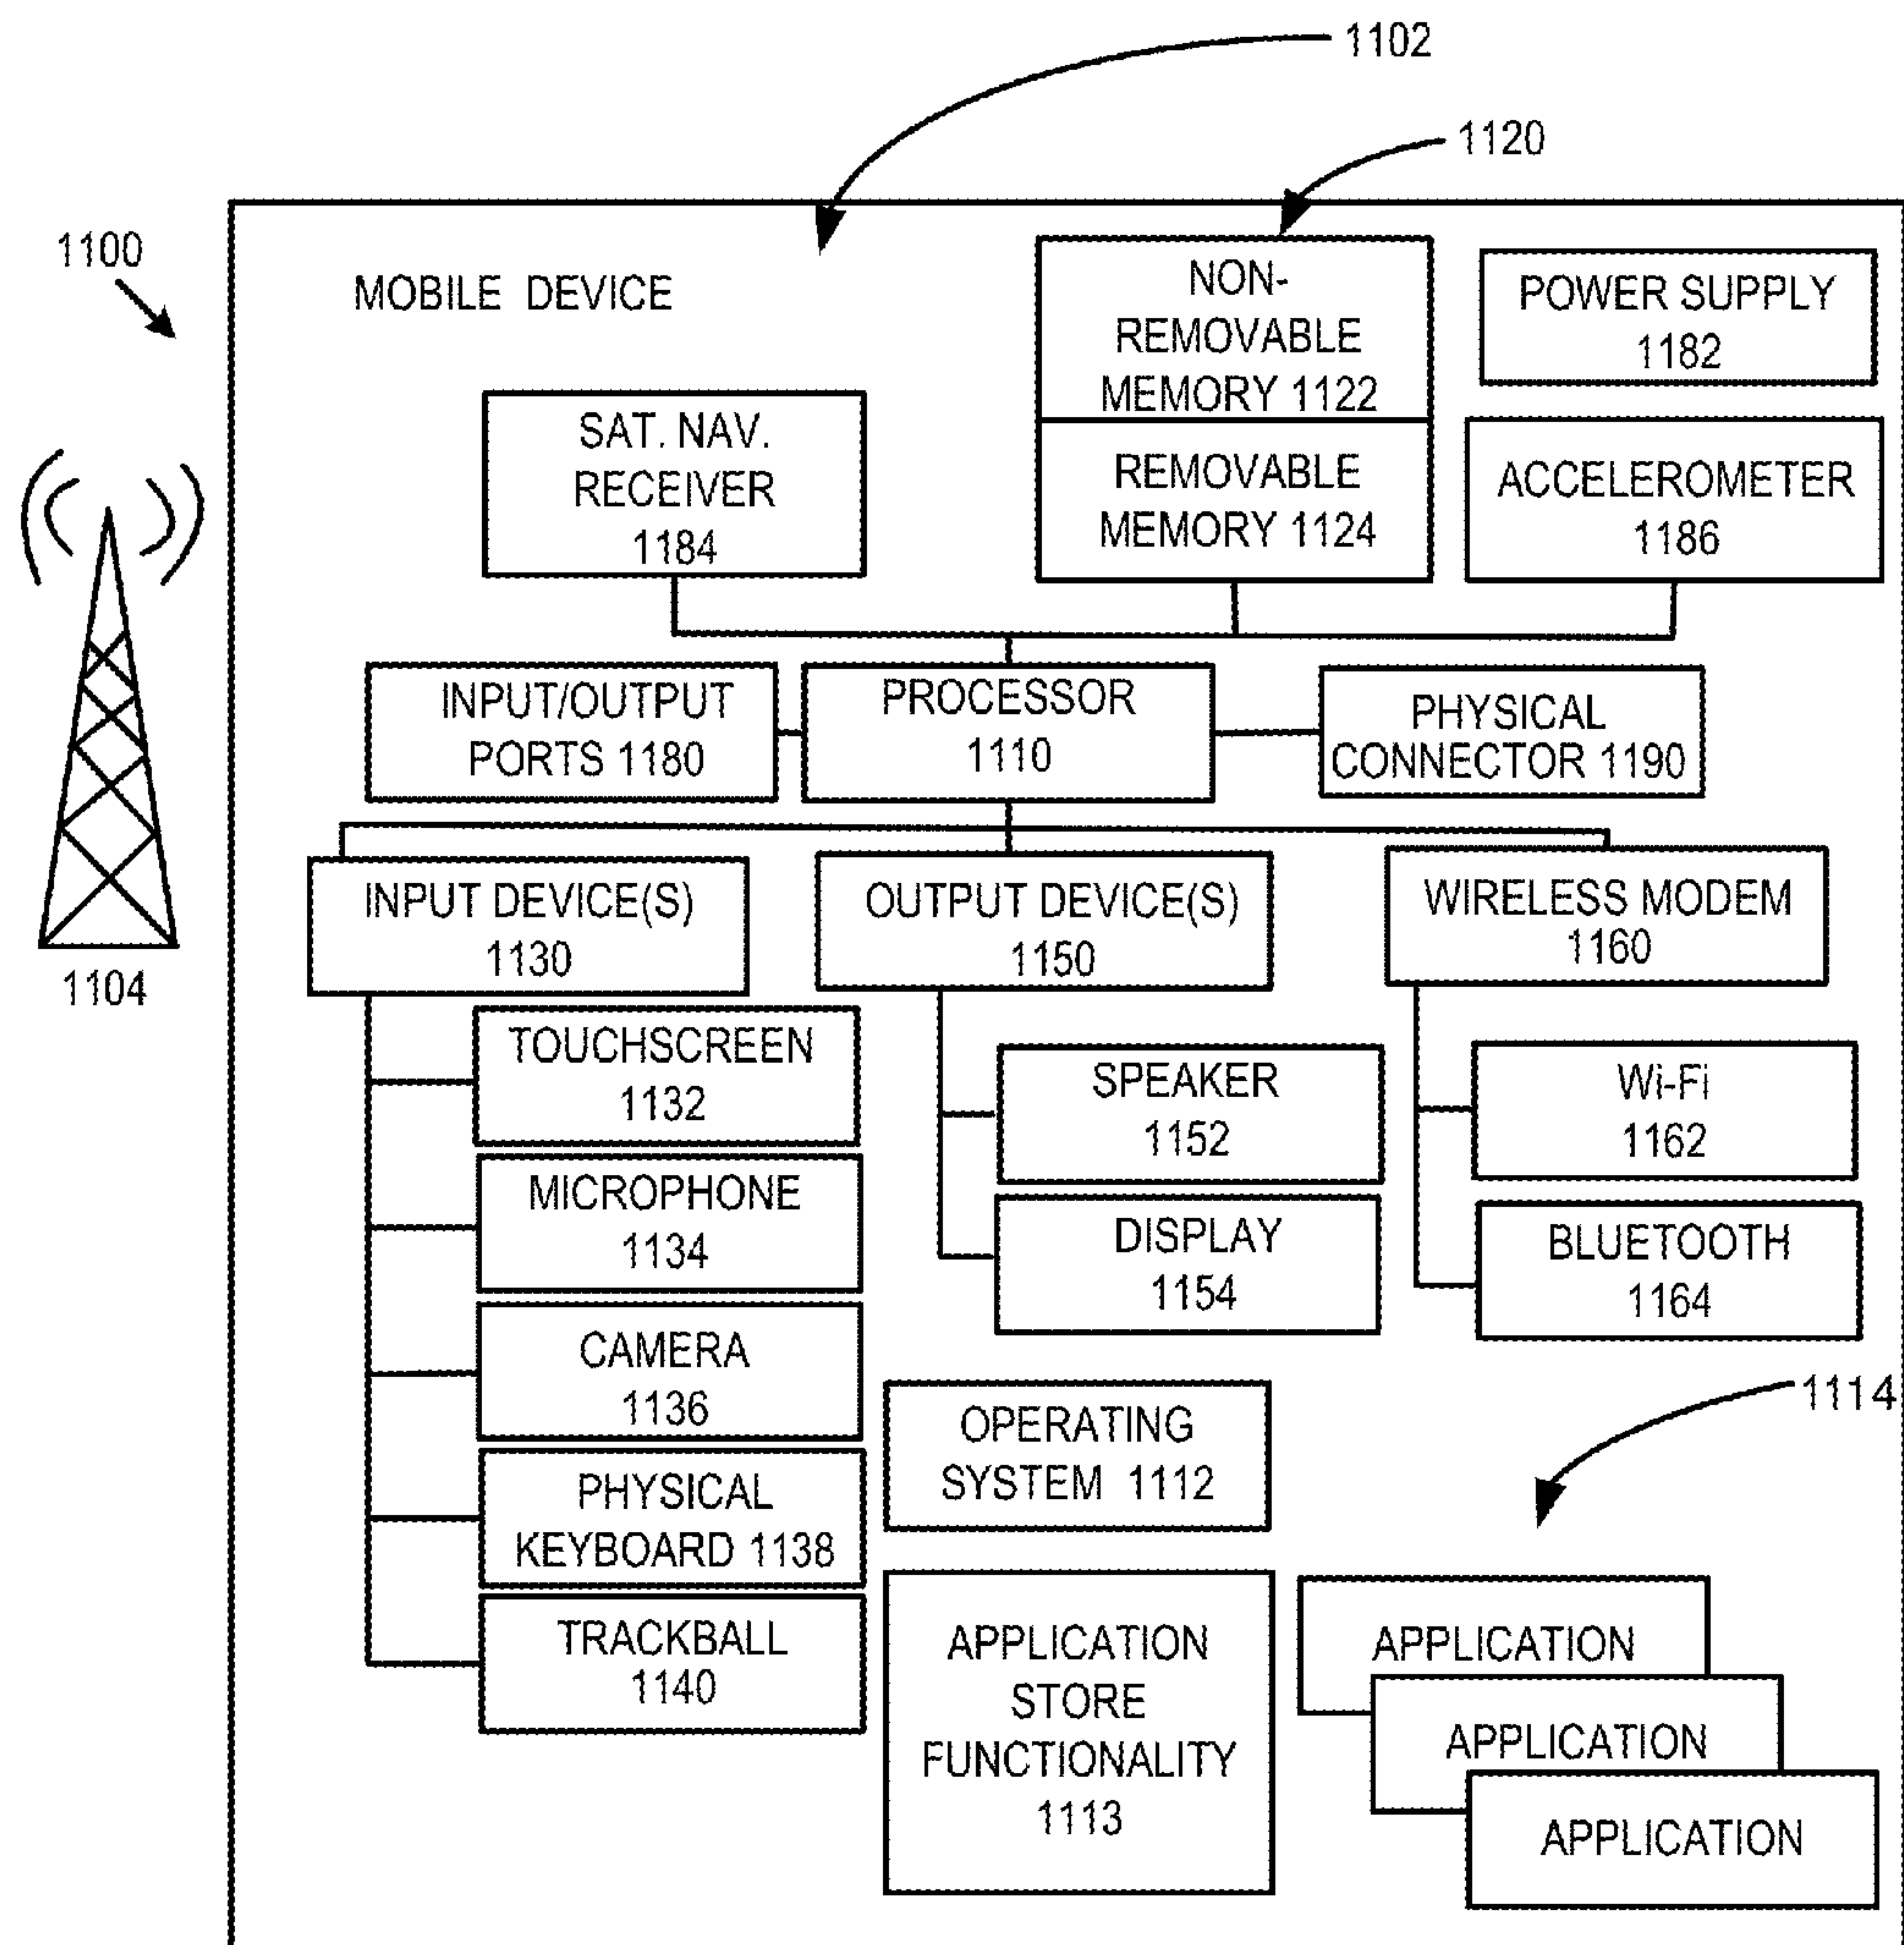 1102
1120
1100
MOBILE DEVICE
NON-
REMOVABLE
MEMORY 1122
POWER SUPPLY
1182
SAT. NAV.
RECEIVER
1184
REMOVABLE
MEMORY 1124
ACCELEROMETER
1186
INPUT/OUTPUT
PORTS 1180
PROCESSOR
1110
PHYSICAL
CONNECTOR 1190
1104
INPUT DEVICE(S)
1130
OUTPUT DEVICE(S)
1150
WIRELESS MODEM
1160
TOUCHSCREEN
1132
MICROPHONE
1134
CAMERA
1136
PHYSICAL
KEYBOARD 1138
TRACKBALL
1140
SPEAKER
1152
DISPLAY
1154
Wi-Fi
1162
BLUETOOTH
1164
OPERATING
SYSTEM 1112
1114
APPLICATION
STORE
FUNCTIONALITY
1113
APPLICATION
APPLICATION
APPLICATION